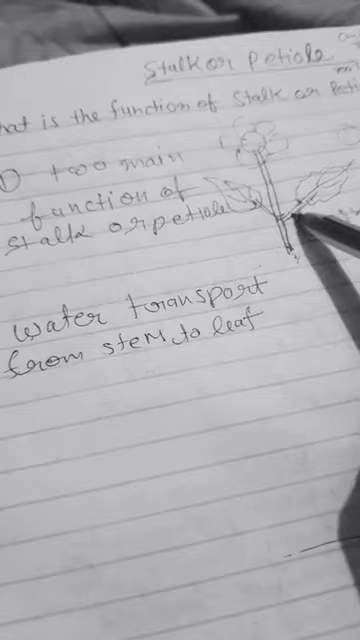 Stalk or petiole
hat is the function of stalk or
1) two main
function of
stalk or petiole
water transport
from stem to leaf